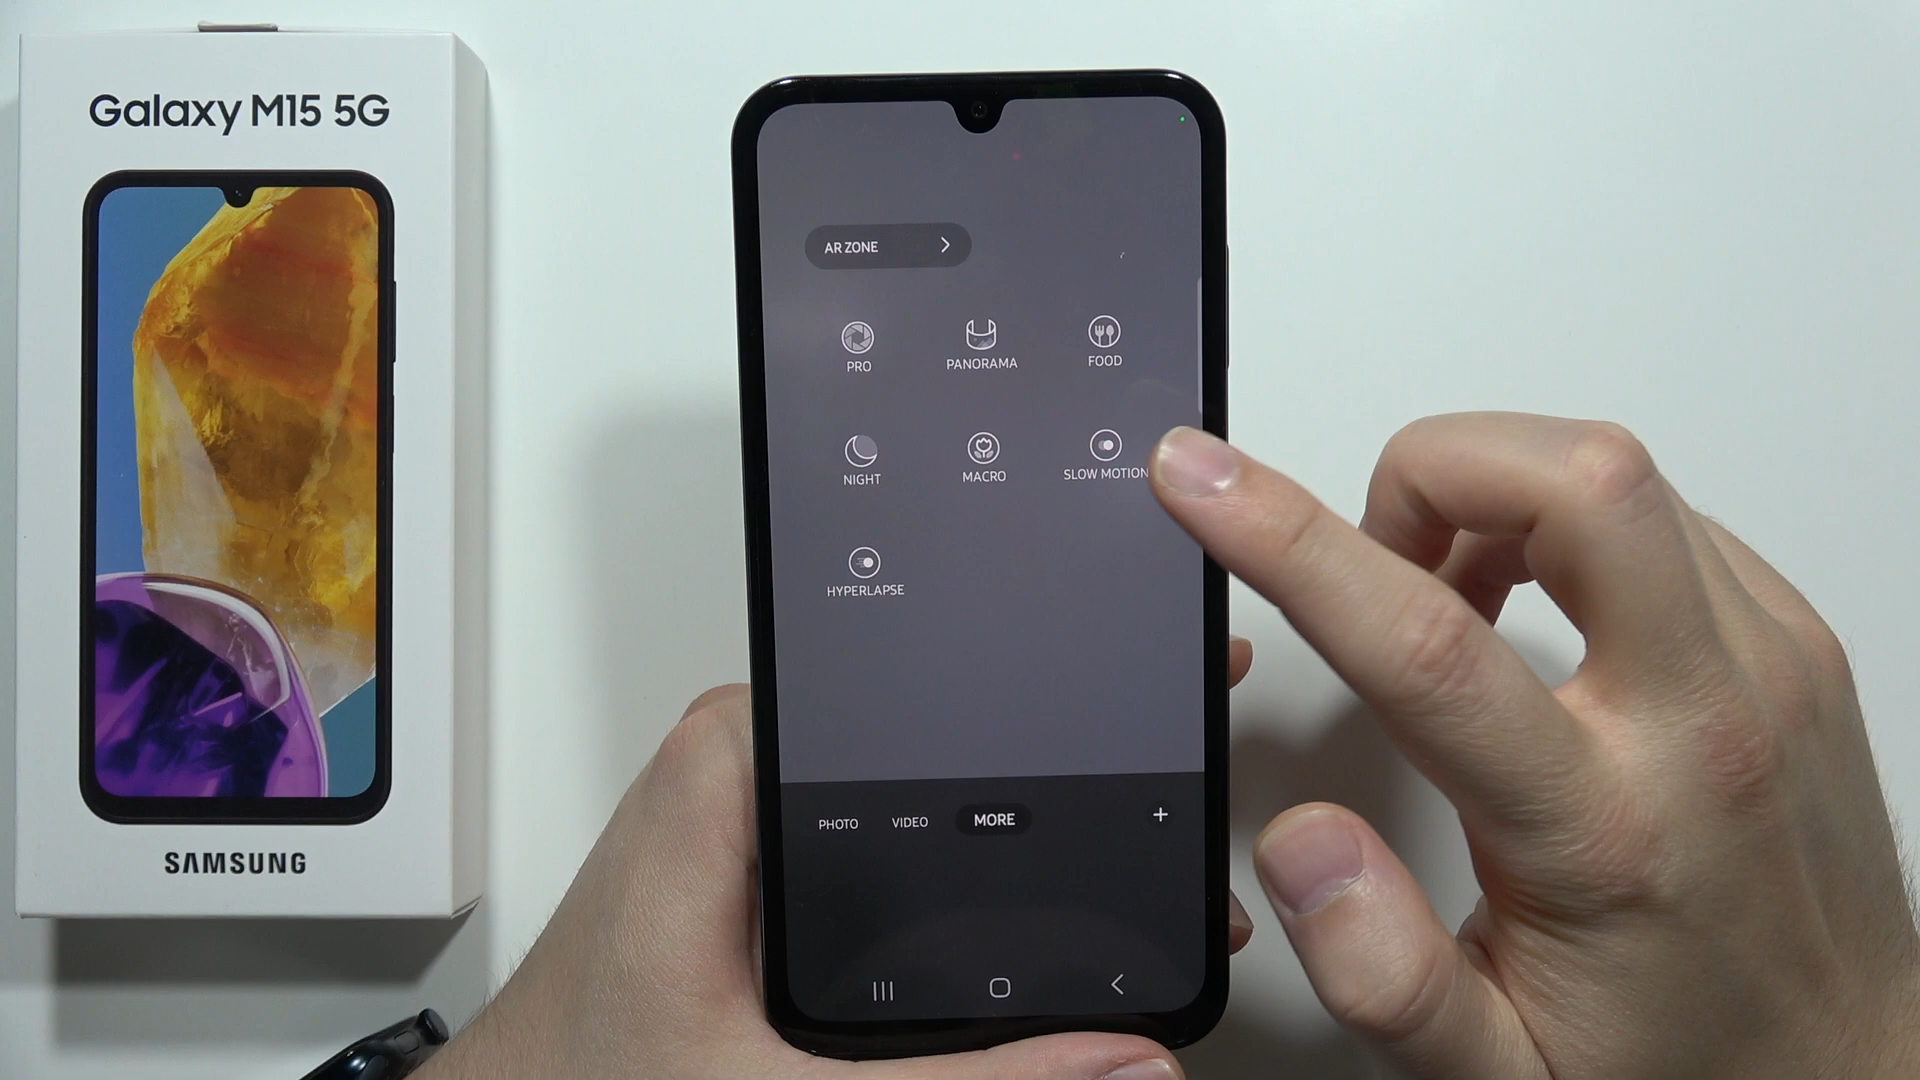 Galaxy M15 5G
SAMSUNG
AR ZONE
PRO
PANORAMA
FOOD
NIGHT
MACRO
SLOW MOTION
HYPERLAPSE
PHOTO
VIDEO
MORE